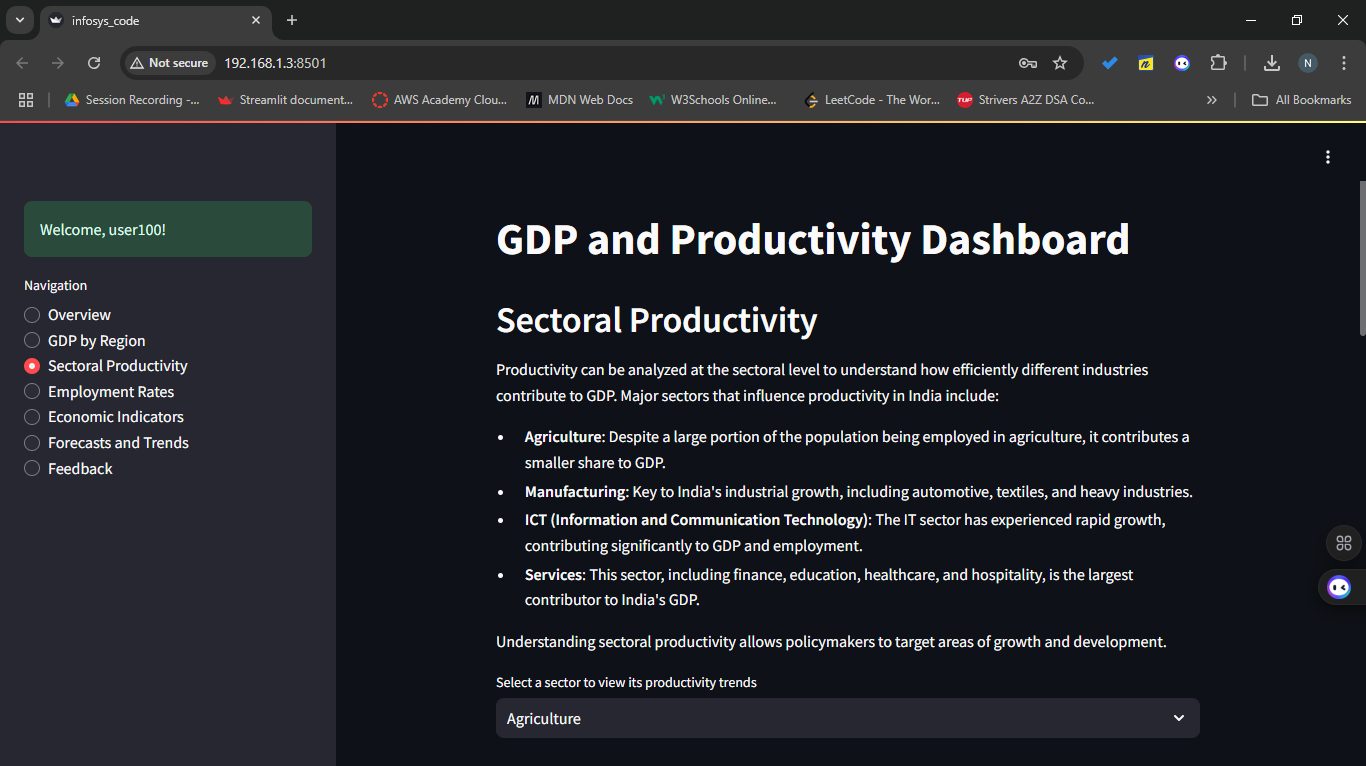 infosys_code
Not secure
192.168.1.3:8501
N
Session Recording -...
Streamlit document...
AWS Academy Clou...
M
MDN Web Docs
W3Schools Online...
LeetCode - The Wor...
TUF
Strivers A2Z DSA Co...
All Bookmarks
Welcome, user100!
Navigation
Overview
GDP by Region
Sectoral Productivity
Employment Rates
Economic Indicators
Forecasts and Trends
Feedback
GDP and Productivity Dashboard
Sectoral Productivity
Productivity can be analyzed at the sectoral level to understand how efficiently different industries
contribute to GDP. Major sectors that influence productivity in India include:
• Agriculture: Despite a large portion of the population being employed in agriculture, it contributes a
smaller share to GDP.
• Manufacturing: Key to India's industrial growth, including automotive, textiles, and heavy industries.
• ICT (Information and Communication Technology): The IT sector has experienced rapid growth,
contributing significantly to GDP and employment.
• Services: This sector, including finance, education, healthcare, and hospitality, is the largest
contributor to India's GDP.
Understanding sectoral productivity allows policymakers to target areas of growth and development.
Select a sector to view its productivity trends
Agriculture